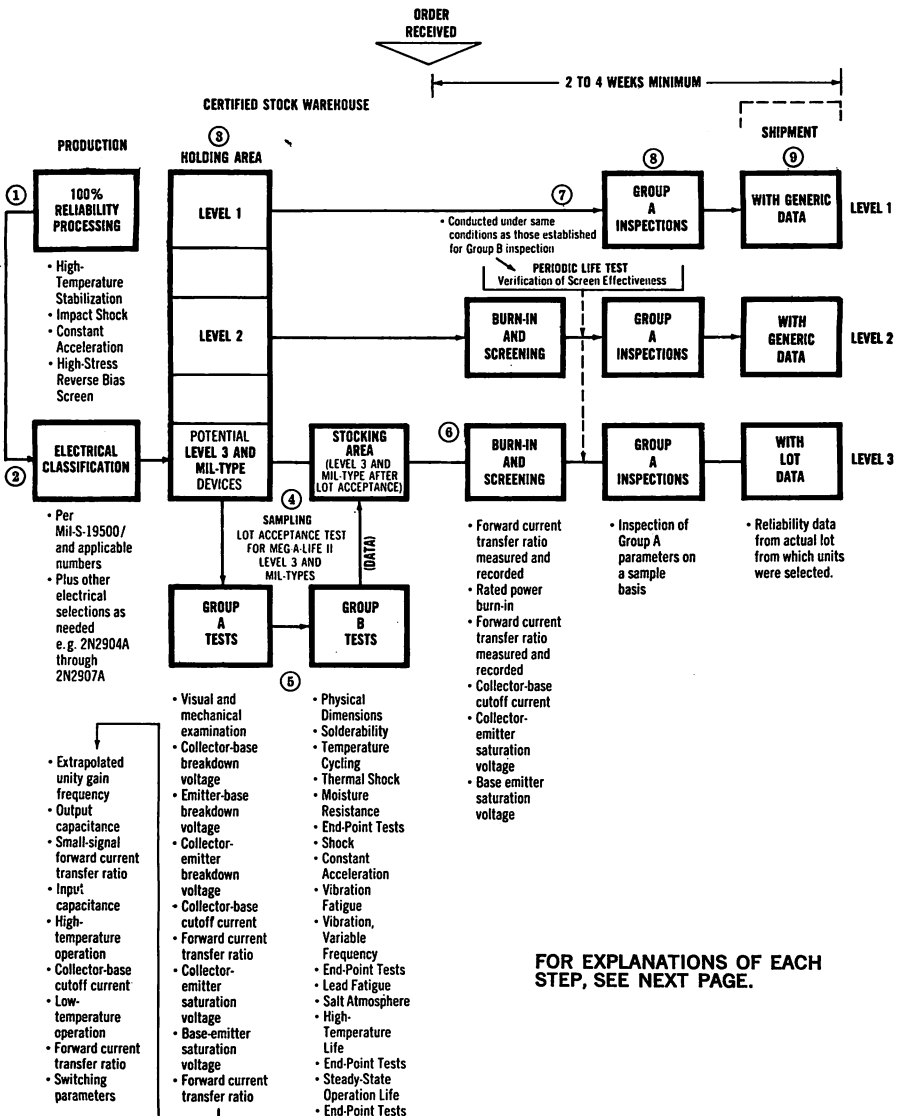 ORDER
RECEIVED
2 TO 4 WEEKS MINIMUM
CERTIFIED STOCK WAREHOUSE
SHIPMENT
PRODUCTION
③
HOLDING AREA
⑧
⑨
①
100%
RELIABILITY
PROCESSING
LEVEL 1
⑦
GROUP
A
INSPECTIONS
WITH GENERIC
DATA
LEVEL 1
• Conducted under same
conditions as those established
for Group B inspection
PERIODIC LIFE TEST
Verification of Screen Effectiveness
• High-
Temperature
Stabilization
• Impact Shock
• Constant
Acceleration
• High-Stress
Reverse Bias
Screen
LEVEL 2
BURN-IN
AND
SCREENING
GROUP
A
INSPECTIONS
WITH
GENERIC
DATA
LEVEL 2
②
ELECTRICAL
CLASSIFICATION
POTENTIAL
LEVEL 3 AND
MIL-TYPE
DEVICES
STOCKING
AREA
(LEVEL 3 AND
MIL-TYPE AFTER
LOT ACCEPTANCE)
⑥
BURN-IN
AND
SCREENING
GROUP
A
INSPECTIONS
WITH
LOT
DATA
LEVEL 3
• Per
Mil-S-19500/
and applicable
numbers
• Plus other
electrical
selections as
needed
e.g. 2N2904A
through
2N2907A
④
SAMPLING
LOT ACCEPTANCE TEST
FOR MEG-A-LIFE II
LEVEL 3 AND
MIL-TYPES
(DATA)
GROUP
A
TESTS
GROUP
B
TESTS
⑤
• Forward current
transfer ratio
measured and
recorded
• Rated power
burn-in
• Forward current
transfer ratio
measured and
recorded
• Collector-base
cutoff current
• Collector-
emitter
saturation
voltage
• Base emitter
saturation
voltage
• Inspection of
Group A
parameters on
a sample
basis
• Reliability data
from actual lot
from which units
were selected.
• Extrapolated
unity gain
frequency
• Output
capacitance
• Small-signal
forward current
transfer ratio
• Input
capacitance
• High-
temperature
operation
• Collector-base
cutoff current
• Low-
temperature
operation
• Forward current
transfer ratio
• Switching
parameters
• Visual and
mechanical
examination
• Collector-base
breakdown
voltage
• Emitter-base
breakdown
voltage
• Collector-
emitter
breakdown
voltage
• Collector-base
cutoff current
• Forward current
transfer ratio
• Collector-
emitter
saturation
voltage
• Base-emitter
saturation
voltage
• Forward current
transfer ratio
• Physical
Dimensions
• Solderability
• Temperature
Cycling
• Thermal Shock
• Moisture
Resistance
• End-Point Tests
• Shock
• Constant
Acceleration
• Vibration
Fatigue
• Vibration,
Variable
Frequency
• End-Point Tests
• Lead Fatigue
• Salt Atmosphere
• High-
Temperature
Life
• End-Point Tests
• Steady-State
Operation Life
• End-Point Tests
FOR EXPLANATIONS OF EACH
STEP, SEE NEXT PAGE.